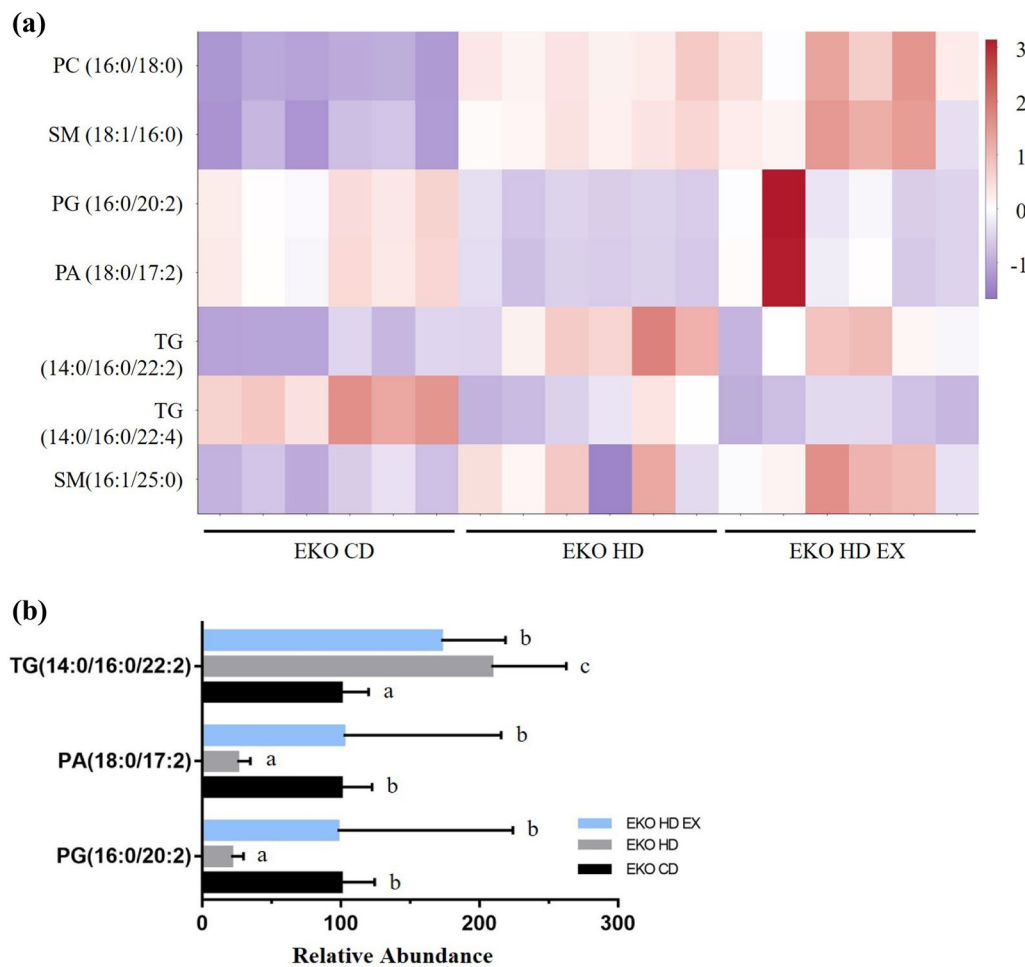 (a)
PC (16:0/18:0)
SM (18:1/16:0)
PG (16:0/20:2)
PA (18:0/17:2)
TG
(14:0/16:0/22:2)
TG
(14:0/16:0/22:4)
SM(16:1/25:0)
3
2
1
0
-1
EKO CD
EKO HD
EKO HD EX
(b)
TG(14:0/16:0/22:2)
PA(18:0/17:2)
PG(16:0/20:2)
b
c
a
b
a
b
b
a
b
EKO HD EX
EKO HD
EKO CD
0
100
200
300
Relative Abundance